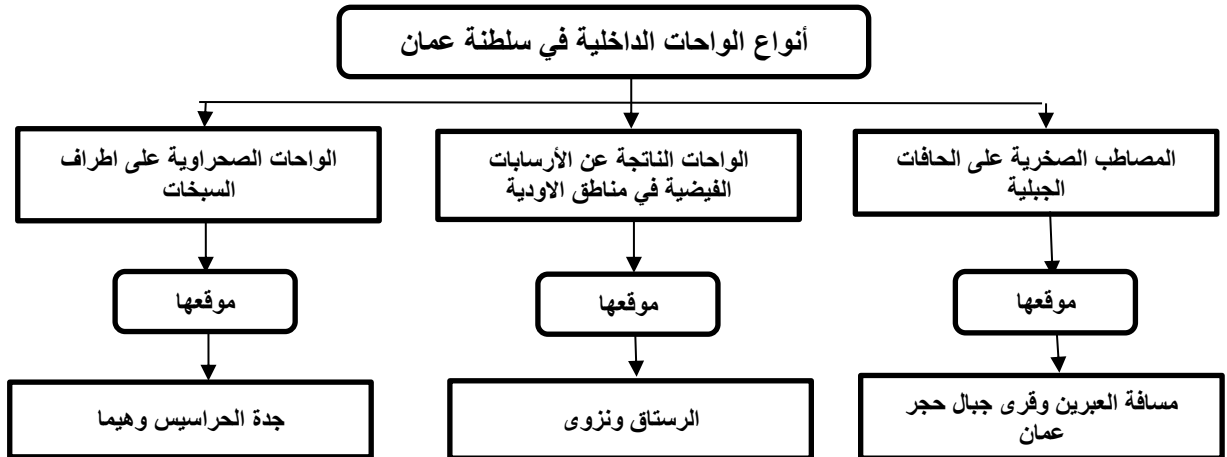 أنواع الواحات الداخلية في سلطنة عمان
المصاطب الصخرية على الحافات
الجبلية
الواحات الناتجة عن الأرسابات
الفيضية في مناطق الاودية
الواحات الصحراوية على اطراف
السبخات
موقعها
موقعها
موقعها
مسافة العبرين وقرى جبال حجر
عمان
الرستاق ونزوى
جدة الحراسيس وهيما